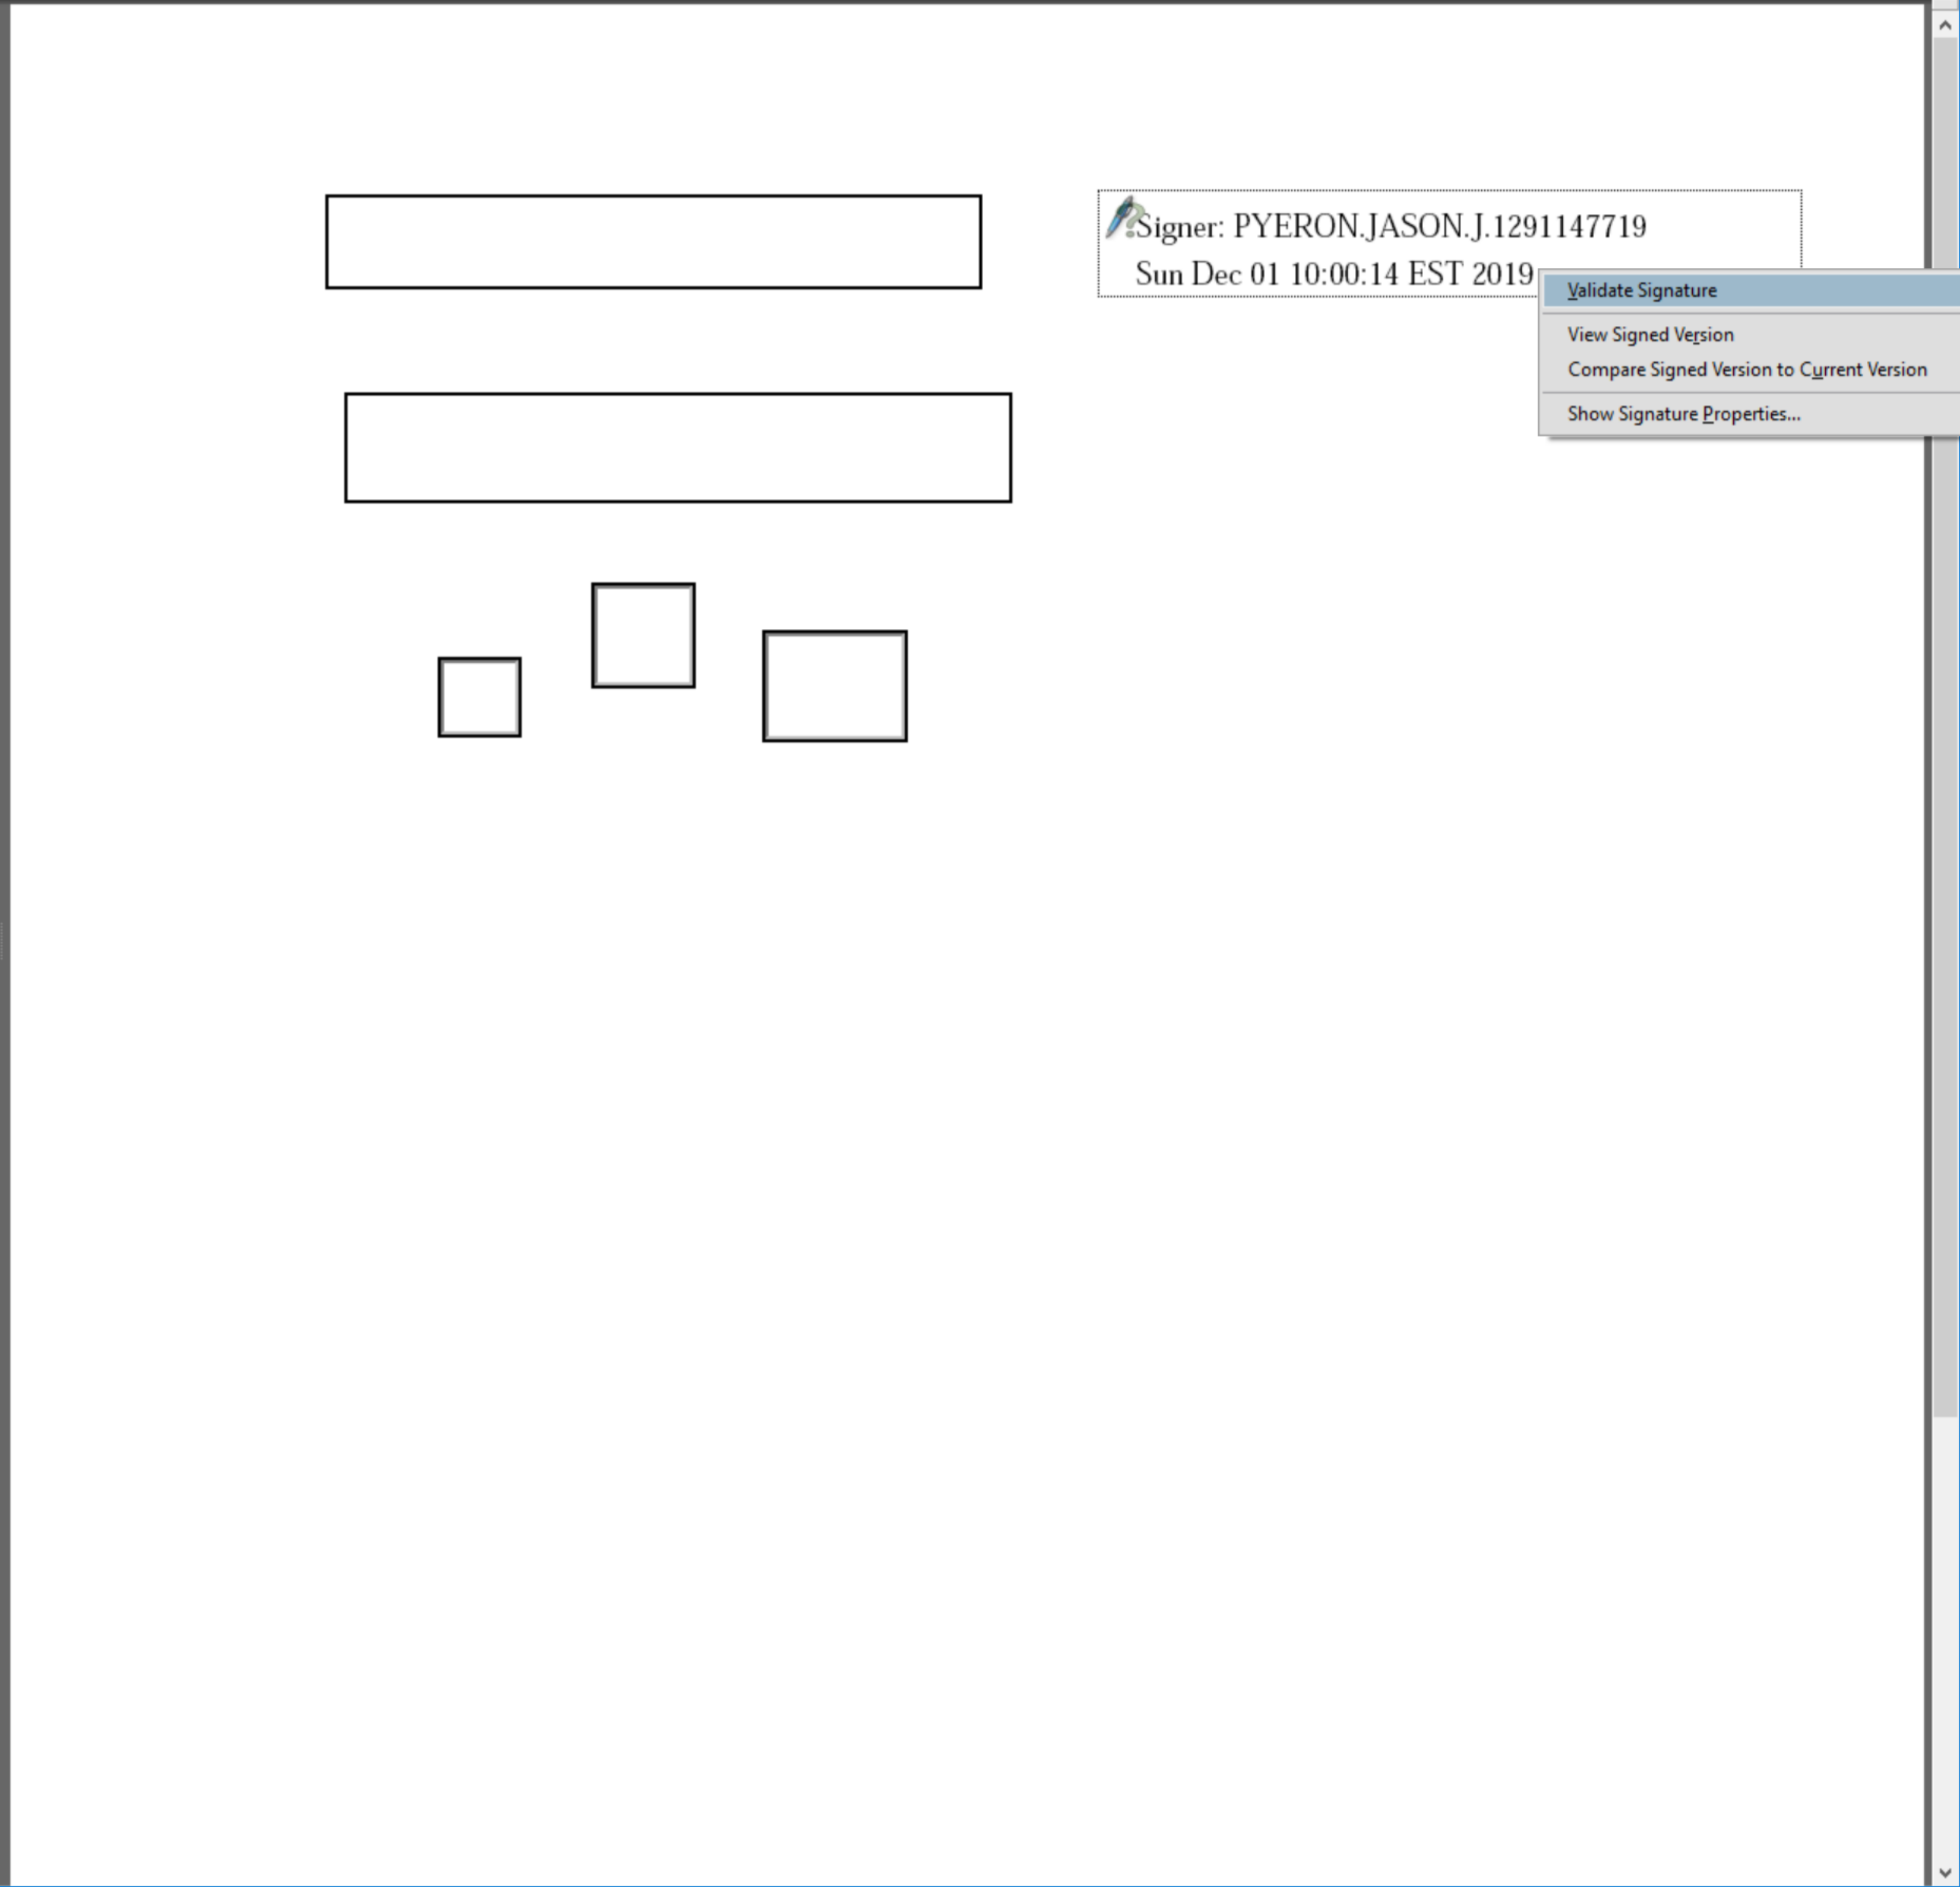 Signer: PYERON.JASON.J.1291147719
Sun Dec 01 10:00:14 EST 2019
Validate Signature
View Signed Version
Compare Signed Version to Current Version
Show Signature Properties...